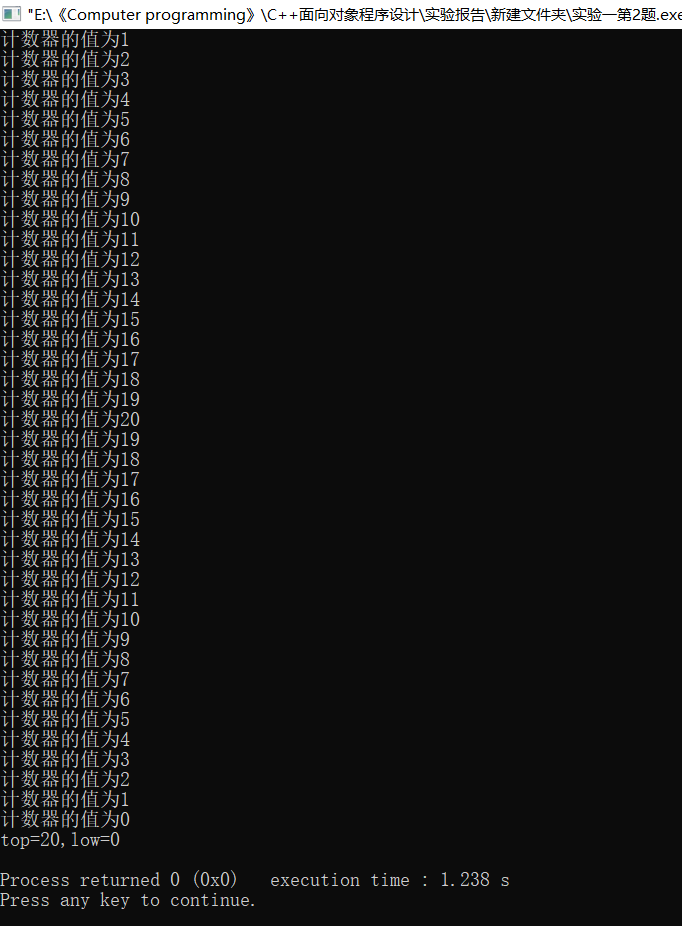 "E:\《Computer programming》\C++面向对象程序设计\实验报告\新建文件夹\实验一第2题.exe
计数器的值为1
计数器的值为2
计数器的值为3
计数器的值为4
计数器的值为5
计数器的值为6
计数器的值为7
计数器的值为8
计数器的值为9
计数器的值为10
计数器的值为11
计数器的值为12
计数器的值为13
计数器的值为14
计数器的值为15
计数器的值为16
计数器的值为17
计数器的值为18
计数器的值为19
计数器的值为20
计数器的值为19
计数器的值为18
计数器的值为17
计数器的值为16
计数器的值为15
计数器的值为14
计数器的值为13
计数器的值为12
计数器的值为11
计数器的值为10
计数器的值为9
计数器的值为8
计数器的值为7
计数器的值为6
计数器的值为5
计数器的值为4
计数器的值为3
计数器的值为2
计数器的值为1
计数器的值为0
top=20,low=0
Process returned 0 (0x0)   execution time : 1.238 s
Press any key to continue.